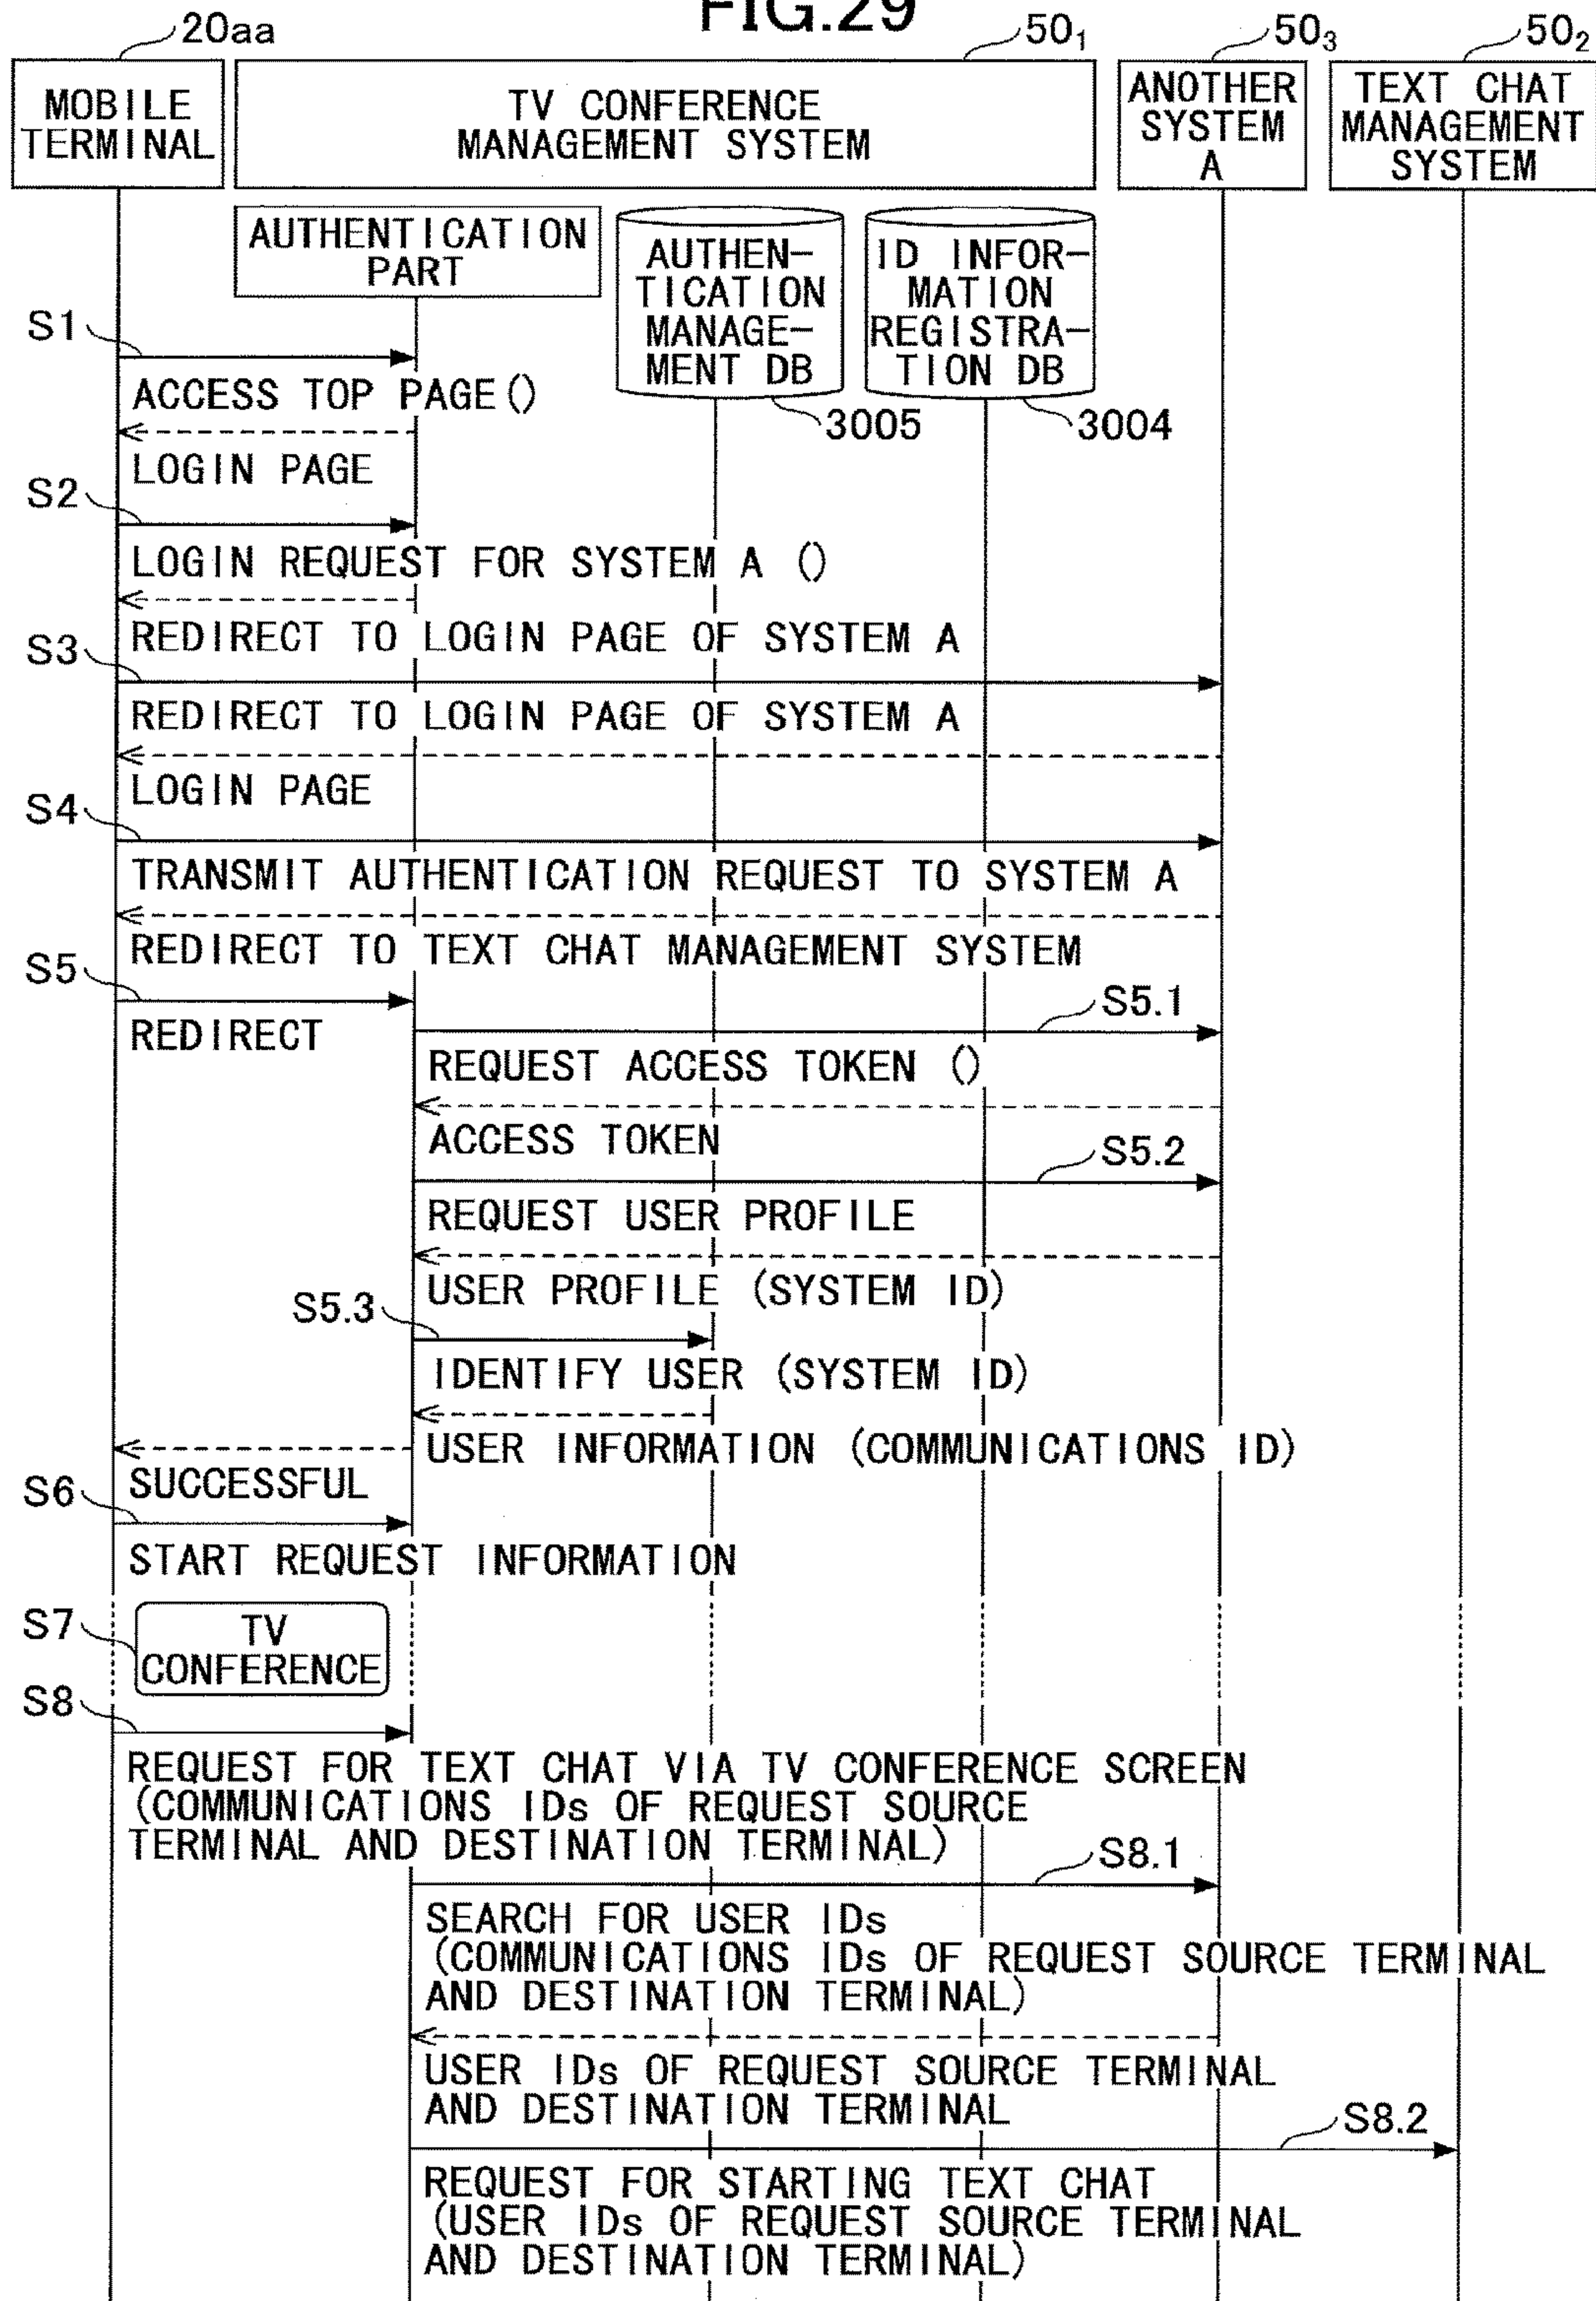 FIG.29
20aa
50₁
50₃
50₂
MOBILE
TERMINAL
TV CONFERENCE
MANAGEMENT SYSTEM
ANOTHER
SYSTEM
A
TEXT CHAT
MANAGEMENT
SYSTEM
AUTHENTICATION
PART
AUTHEN-
TICATION
MANAGE-
MENT DB
ID INFOR-
MATION
REGISTRA-
TION DB
3005
3004
S1
ACCESS TOP PAGE()
LOGIN PAGE
S2
LOGIN REQUEST FOR SYSTEM A ()
REDIRECT TO LOGIN PAGE OF SYSTEM A
S3
REDIRECT TO LOGIN PAGE OF SYSTEM A
LOGIN PAGE
S4
TRANSMIT AUTHENTICATION REQUEST TO SYSTEM A
REDIRECT TO TEXT CHAT MANAGEMENT SYSTEM
S5
REDIRECT
S5.1
REQUEST ACCESS TOKEN ()
ACCESS TOKEN
S5.2
REQUEST USER PROFILE
USER PROFILE (SYSTEM ID)
S5.3
IDENTIFY USER (SYSTEM ID)
USER INFORMATION (COMMUNICATIONS ID)
SUCCESSFUL
S6
START REQUEST INFORMATION
S7
TV
CONFERENCE
S8
REQUEST FOR TEXT CHAT VIA TV CONFERENCE SCREEN
(COMMUNICATIONS IDs OF REQUEST SOURCE
TERMINAL AND DESTINATION TERMINAL)
S8.1
SEARCH FOR USER IDs
(COMMUNICATIONS IDs OF REQUEST SOURCE TERMINAL
AND DESTINATION TERMINAL)
USER IDs OF REQUEST SOURCE TERMINAL
AND DESTINATION TERMINAL
S8.2
REQUEST FOR STARTING TEXT CHAT
(USER IDs OF REQUEST SOURCE TERMINAL
AND DESTINATION TERMINAL)